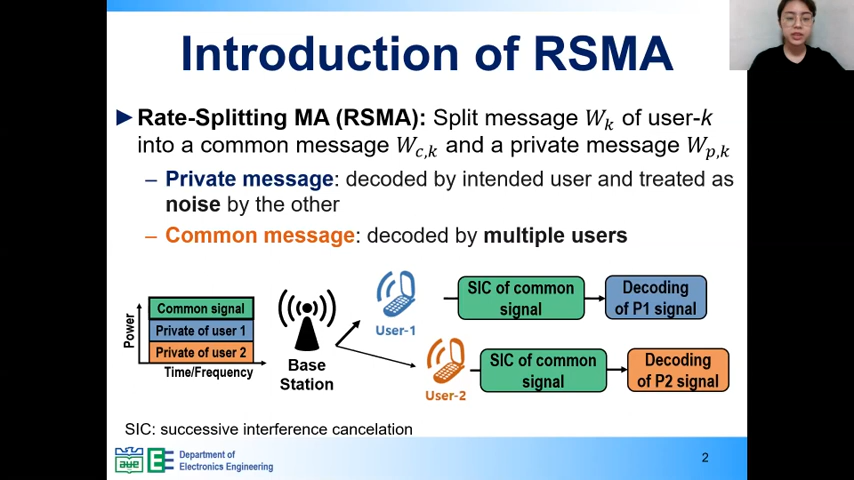 Introduction of RSMA
► Rate-Splitting MA (RSMA): Split message W_k of user-k
into a common message W_{c,k} and a private message W_{p,k}
– Private message: decoded by intended user and treated as
noise by the other
– Common message: decoded by multiple users
Power
Common signal
Private of user 1
Private of user 2
Time/Frequency
Base
Station
User-1
SIC of common
signal
Decoding
of P1 signal
User-2
SIC of common
signal
Decoding
of P2 signal
SIC: successive interference cancelation
Department of
Electronics Engineering
2